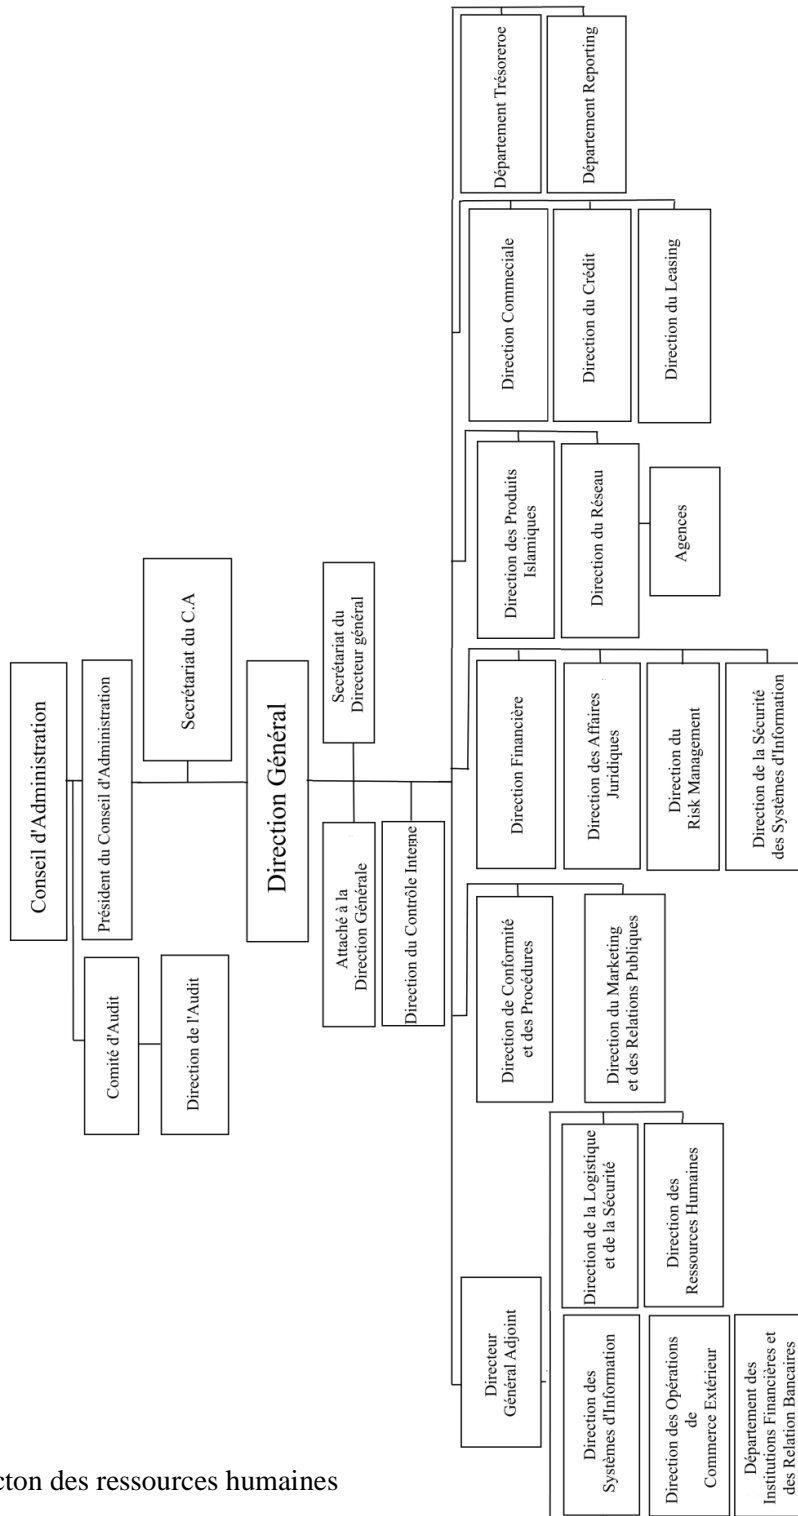 Conseil d'Administration
Président du Conseil d'Administration
Secrétariat du C.A
Comité d'Audit
Direction de l'Audit
Direction Général
Secrétariat du
Directeur général
Attaché à la
Direction Générale
Direction du Contrôle Interne
Directeur
Général Adjoint
Direction des
Systèmes d'Information
Direction des Opérations
de
Commerce Extérieur
Département des
Institutions Financières et
des Relation Bancaires
Direction de la Logistique
et de la Sécurité
Direction des
Ressources Humaines
Direction de Conformité
et des Procédures
Direction du Marketing
et des Relations Publiques
Direction Financière
Direction des Affaires
Juridiques
Direction du
Risk Management
Direction de la Sécurité
des Systèmes d'Information
Direction des Produits
Islamiques
Direction du Réseau
Agences
Direction Commeciale
Direction du Crédit
Direction du Leasing
Département Trésoreroe
Département Reporting
cton des ressources humaines